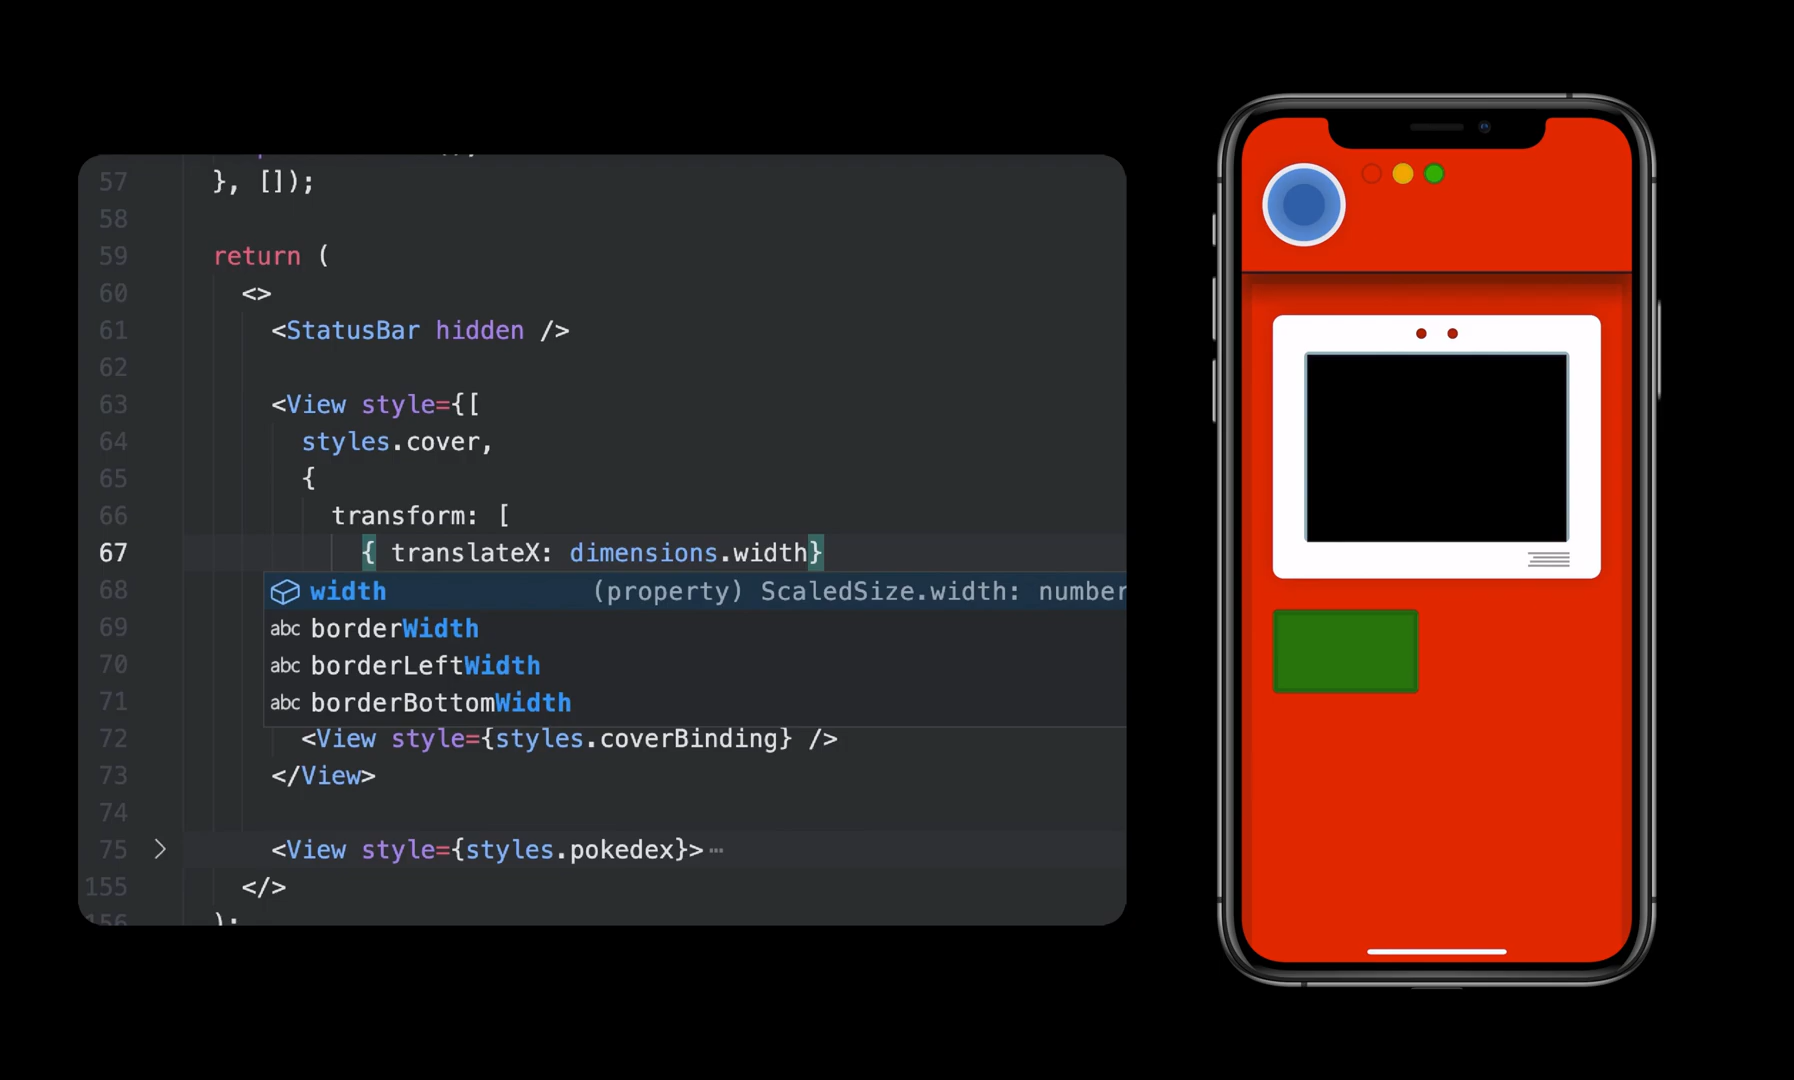 57 }, []);
58
59 return (
60 <>
61 <StatusBar hidden />
62
63 <View style={[
64 styles.cover,
65 {
66 transform: [
67 { translateX: dimensions.width}
68 width (property) ScaledSize.width: number
69 abc borderWidth
70 abc borderLeftWidth
71 abc borderBottomWidth
72 <View style={styles.coverBinding} />
73 </View>
74
75 > <View style={styles.pokedex}>…
155 </>
156 );